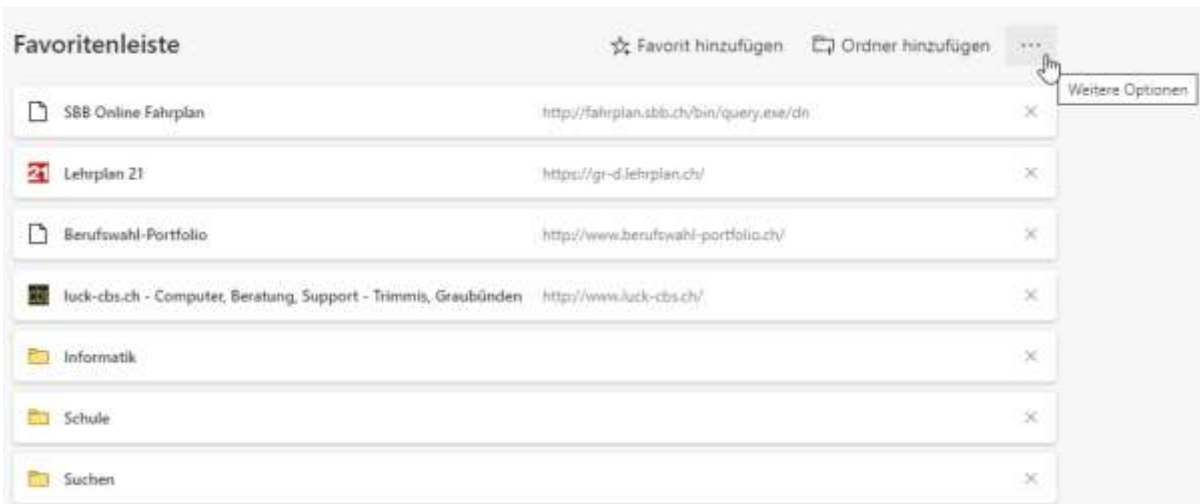 Favoritenleiste Favorit hinzufügen Ordner hinzufügen ...
Weitere Optionen
SBB Online Fahrplan http://fahrplan.sbb.ch/bin/query.exe/dn
21 Lehrplan 21 https://gr-d.lehrplan.ch/
Berufswahl-Portfolio http://www.berufswahl-portfolio.ch/
luck-cbs.ch - Computer, Beratung, Support - Trimmis, Graubünden http://www.luck-cbs.ch/
Informatik
Schule
Suchen